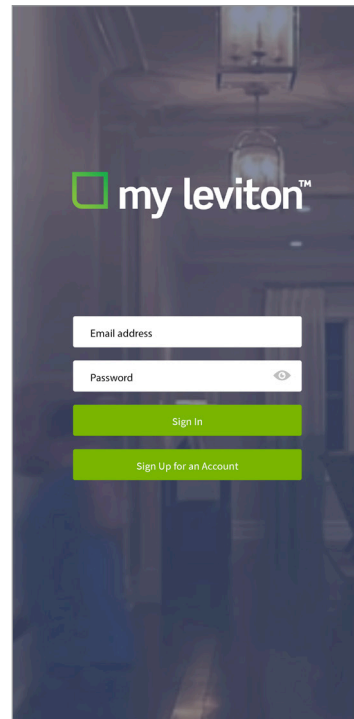 my leviton™
Email address
Password
Sign In
Sign Up for an Account